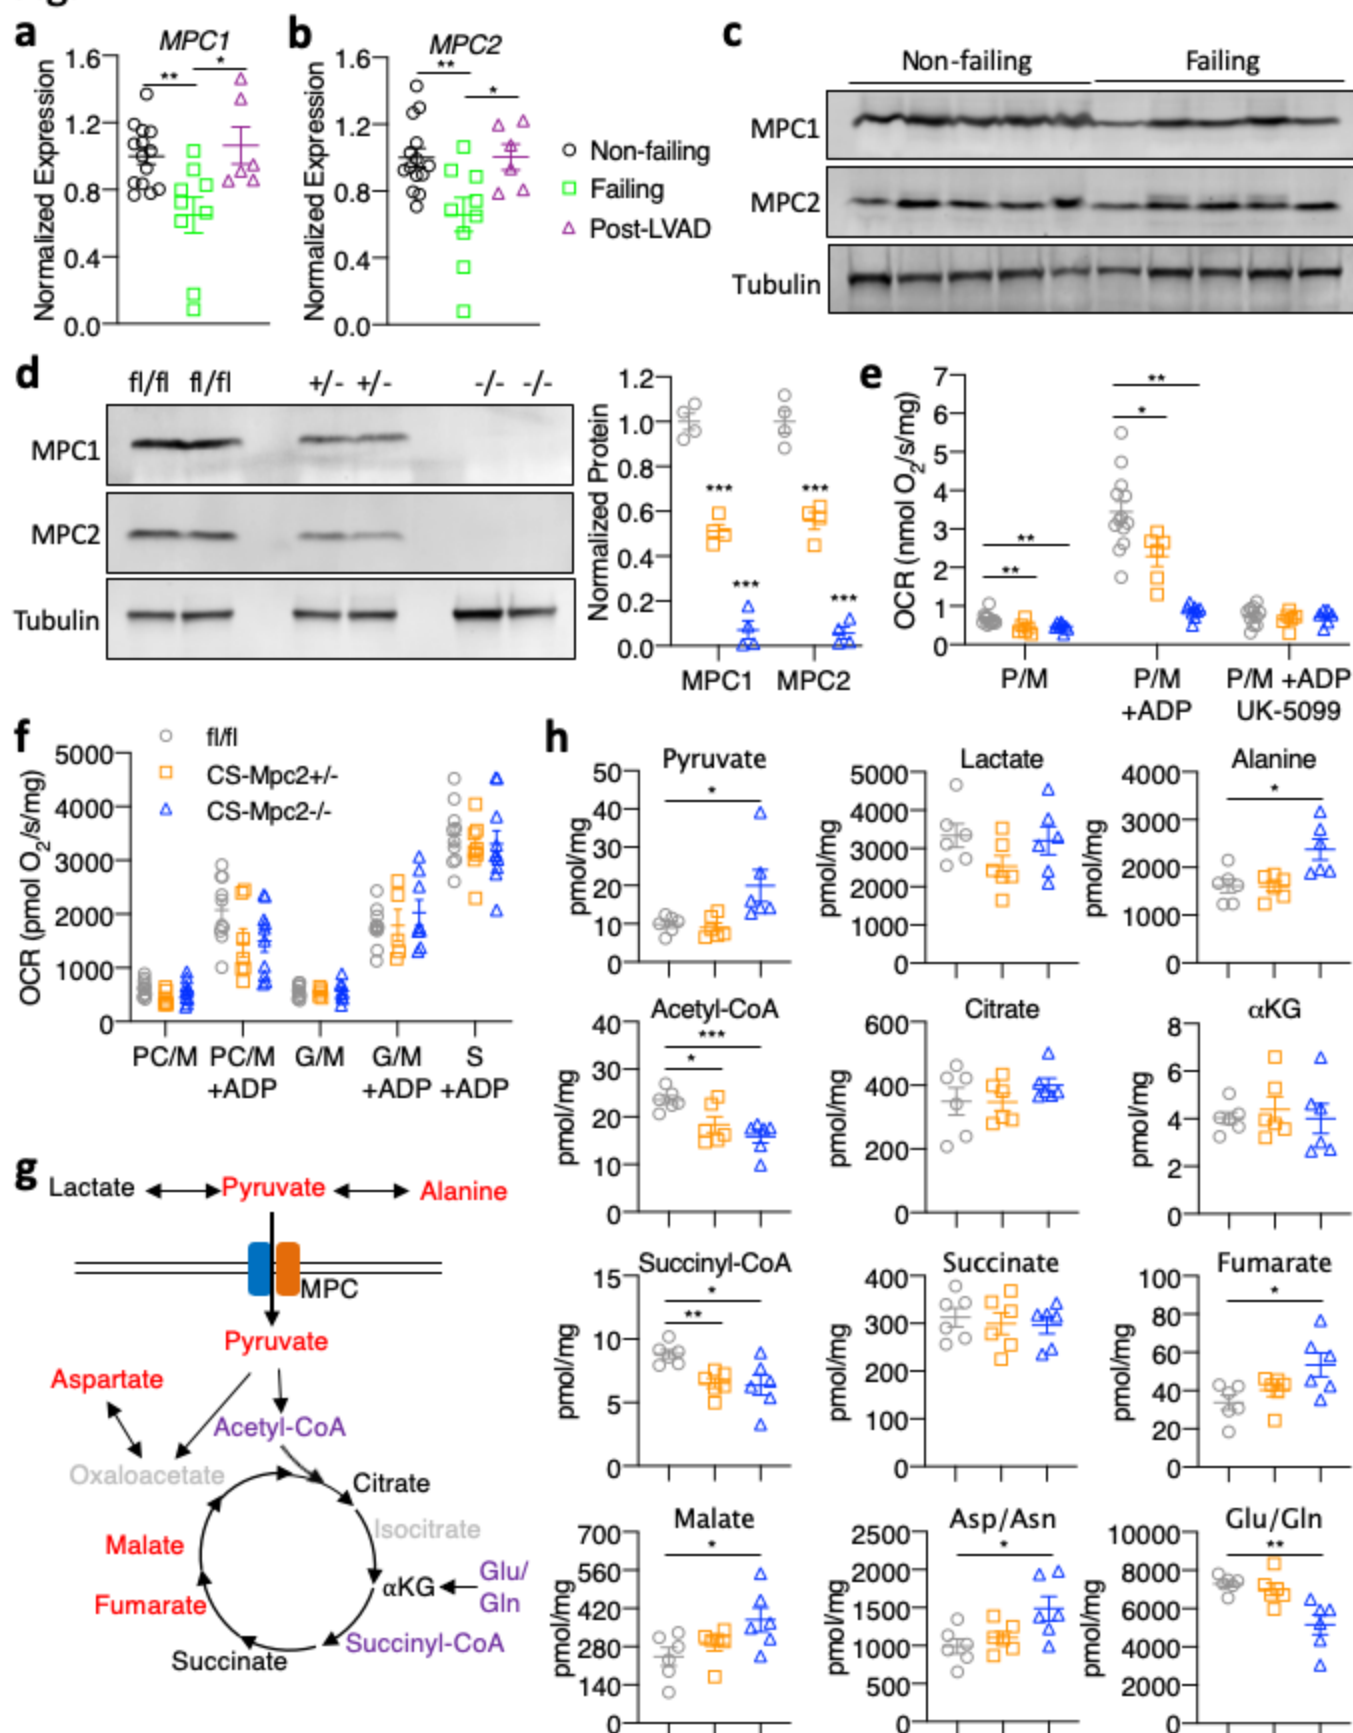 a
MPC1
Normalized Expression
1.6
1.2
0.8
0.4
0.0
**
*
b
MPC2
Normalized Expression
1.6
1.2
0.8
0.4
0.0
**
*
Non-failing
Failing
Post-LVAD
c
Non-failing
Failing
MPC1
MPC2
Tubulin
d
fl/fl fl/fl +/- +/- -/- -/-
MPC1
MPC2
Tubulin
Normalized Protein
1.2
1.0
0.8
0.6
0.4
0.2
0.0
***
***
***
***
MPC1 MPC2
e
OCR (nmol O2/s/mg)
7
6
5
4
3
2
1
0
**
**
**
*
P/M P/M P/M +ADP
+ADP UK-5099
f
fl/fl
CS-Mpc2+/-
CS-Mpc2-/-
OCR (pmol O2/s/mg)
5000
4000
3000
2000
1000
0
PC/M PC/M G/M G/M S
+ADP +ADP +ADP
g
Lactate Pyruvate Alanine
MPC
Pyruvate
Aspartate
Acetyl-CoA
Oxaloacetate
Citrate
Isocitrate
Malate
αKG
Glu/
Gln
Fumarate
Succinyl-CoA
Succinate
h
Pyruvate
pmol/mg
50
40
30
20
10
0
*
Lactate
pmol/mg
5000
4000
3000
2000
1000
0
Alanine
pmol/mg
4000
3000
2000
1000
0
*
Acetyl-CoA
pmol/mg
40
30
20
10
0
***
*
Citrate
pmol/mg
600
400
200
0
αKG
pmol/mg
8
6
4
2
0
Succinyl-CoA
pmol/mg
15
10
5
0
*
**
Succinate
pmol/mg
400
300
200
100
0
Fumarate
pmol/mg
100
80
60
40
20
0
*
Malate
pmol/mg
700
560
420
280
140
0
*
Asp/Asn
pmol/mg
2500
2000
1500
1000
500
0
*
Glu/Gln
pmol/mg
10000
8000
6000
4000
2000
0
**